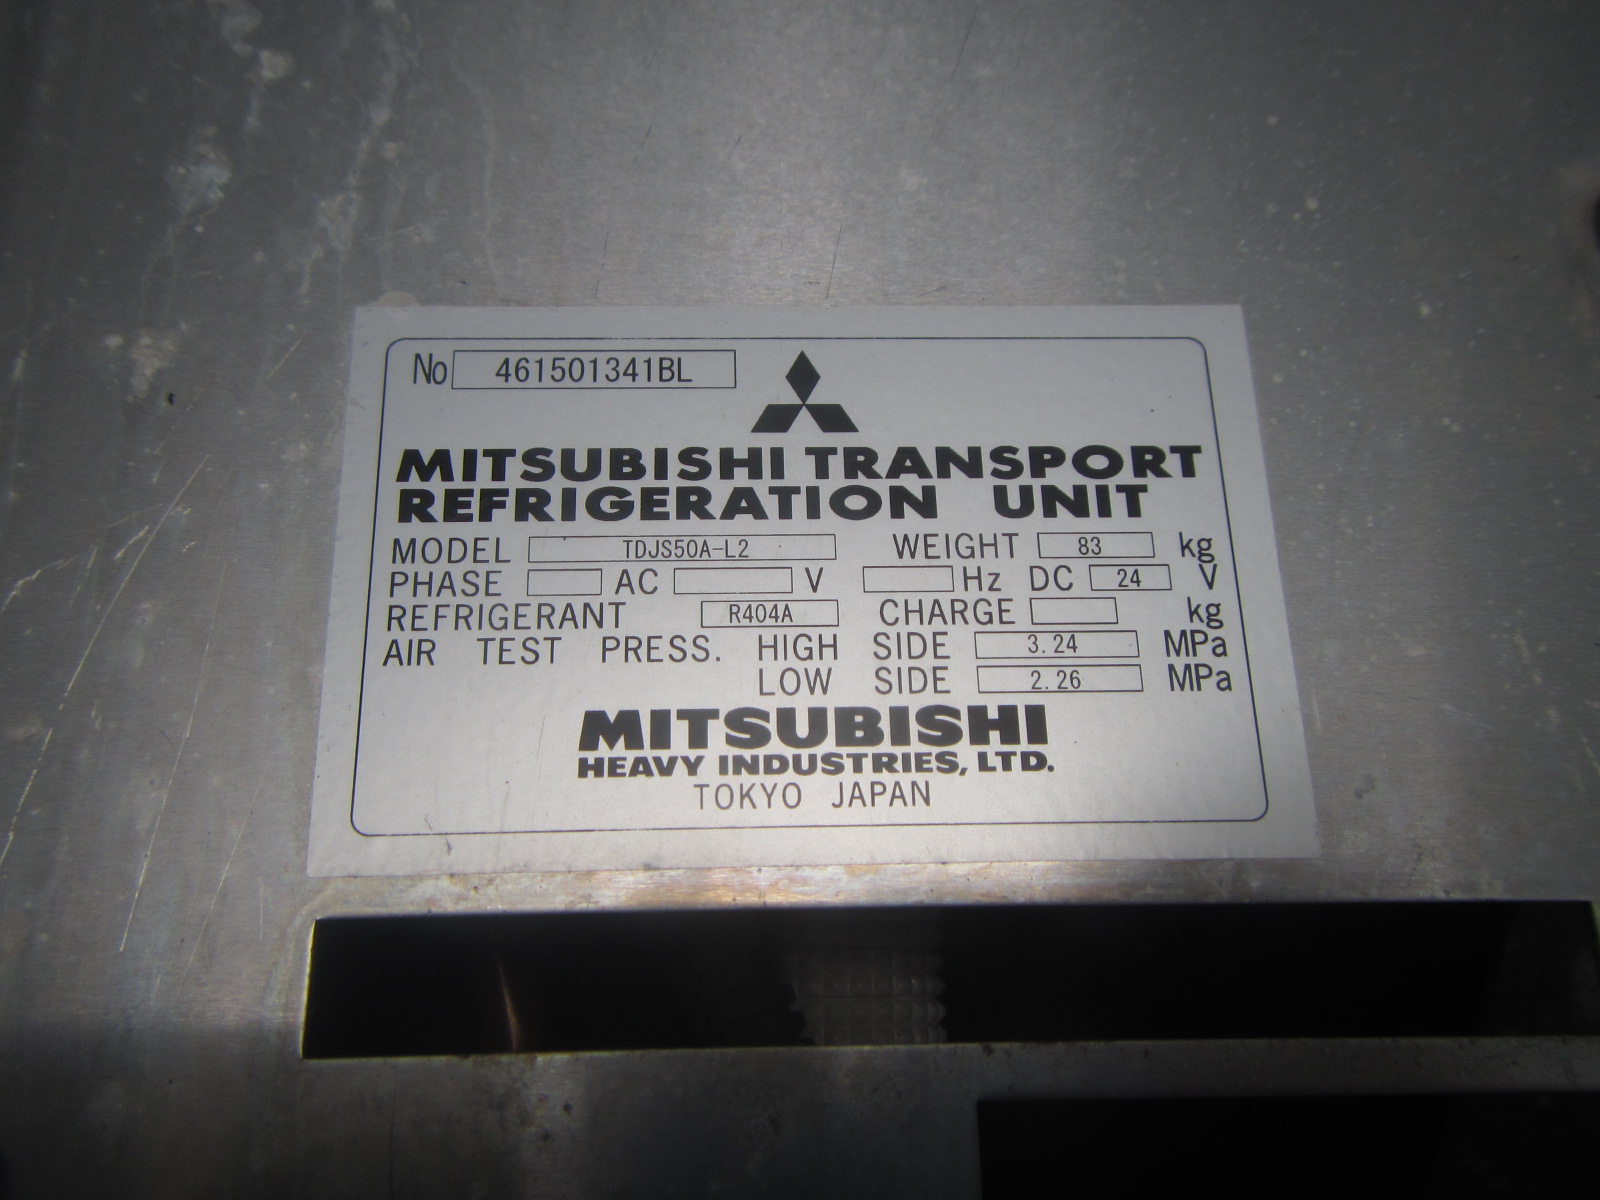 No 461501341BL
MITSUBISHI TRANSPORT
REFRIGERATION UNIT
MODEL TDJS50A-L2 WEIGHT 83 kg
PHASE AC V Hz DC 24 V
REFRIGERANT R404A CHARGE kg
AIR TEST PRESS. HIGH SIDE 3.24 MPa
LOW SIDE 2.26 MPa
MITSUBISHI
HEAVY INDUSTRIES, LTD.
TOKYO JAPAN